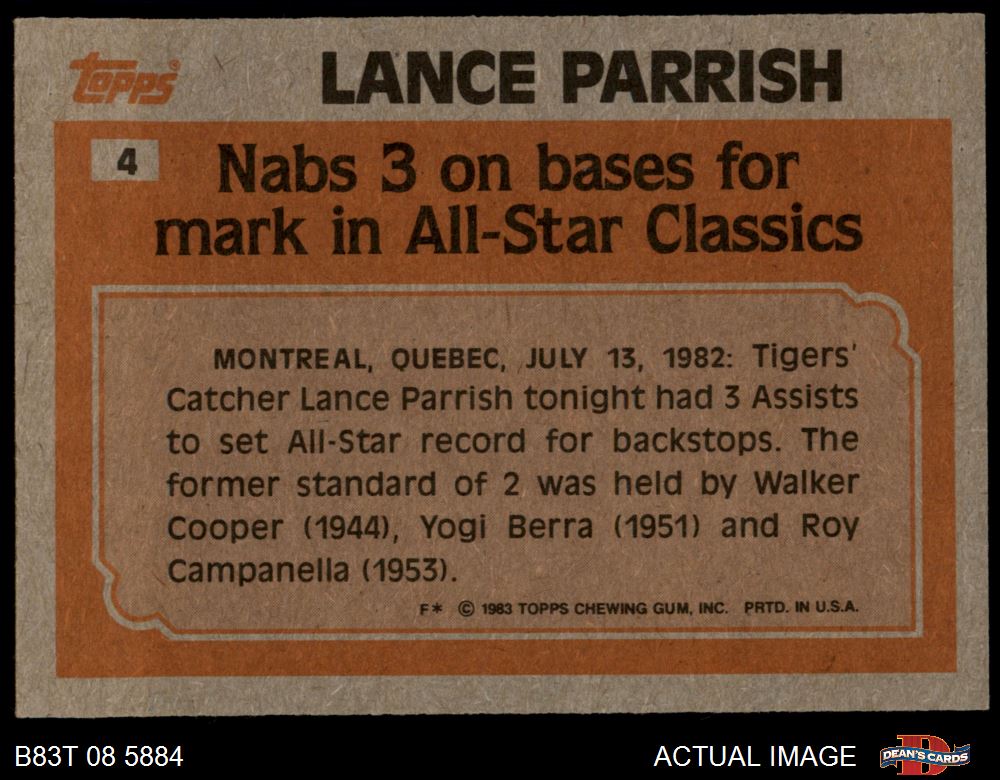 topps
LANCE PARRISH
4
Nabs 3 on bases for
mark in All-Star Classics
MONTREAL, QUEBEC, JULY 13, 1982: Tigers'
Catcher Lance Parrish tonight had 3 Assists
to set All-Star record for backstops. The
former standard of 2 was held by Walker
Cooper (1944), Yogi Berra (1951) and Roy
Campanella (1953).
F* © 1983 TOPPS CHEWING GUM, INC. PRTD. IN U.S.A.
B83T 08 5884
ACTUAL IMAGE
DEAN'S CARDS